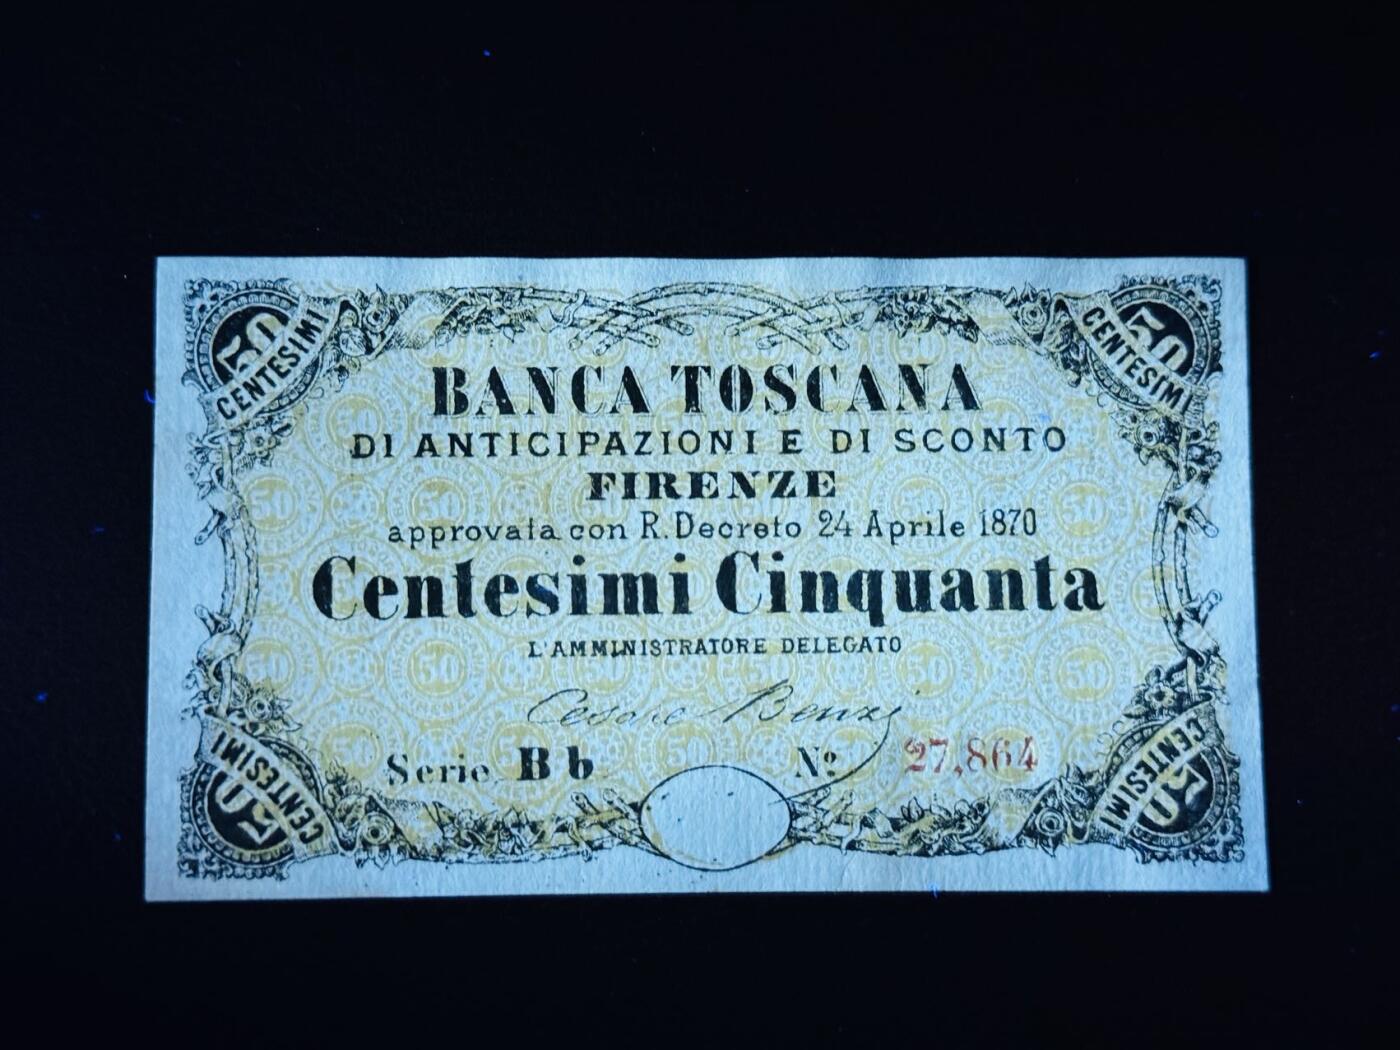 50 CENTESIMI
50 CENTESIMI
BANCA TOSCANA
DI ANTICIPAZIONI E DI SCONTO
FIRENZE
approvata con R. Decreto 24 Aprile 1870
Centesimi Cinquanta
L'AMMINISTRATORE DELEGATO
Cesare Benzi
Serie Bb Nº 27,864
50 CENTESIMI
50 CENTESIMI